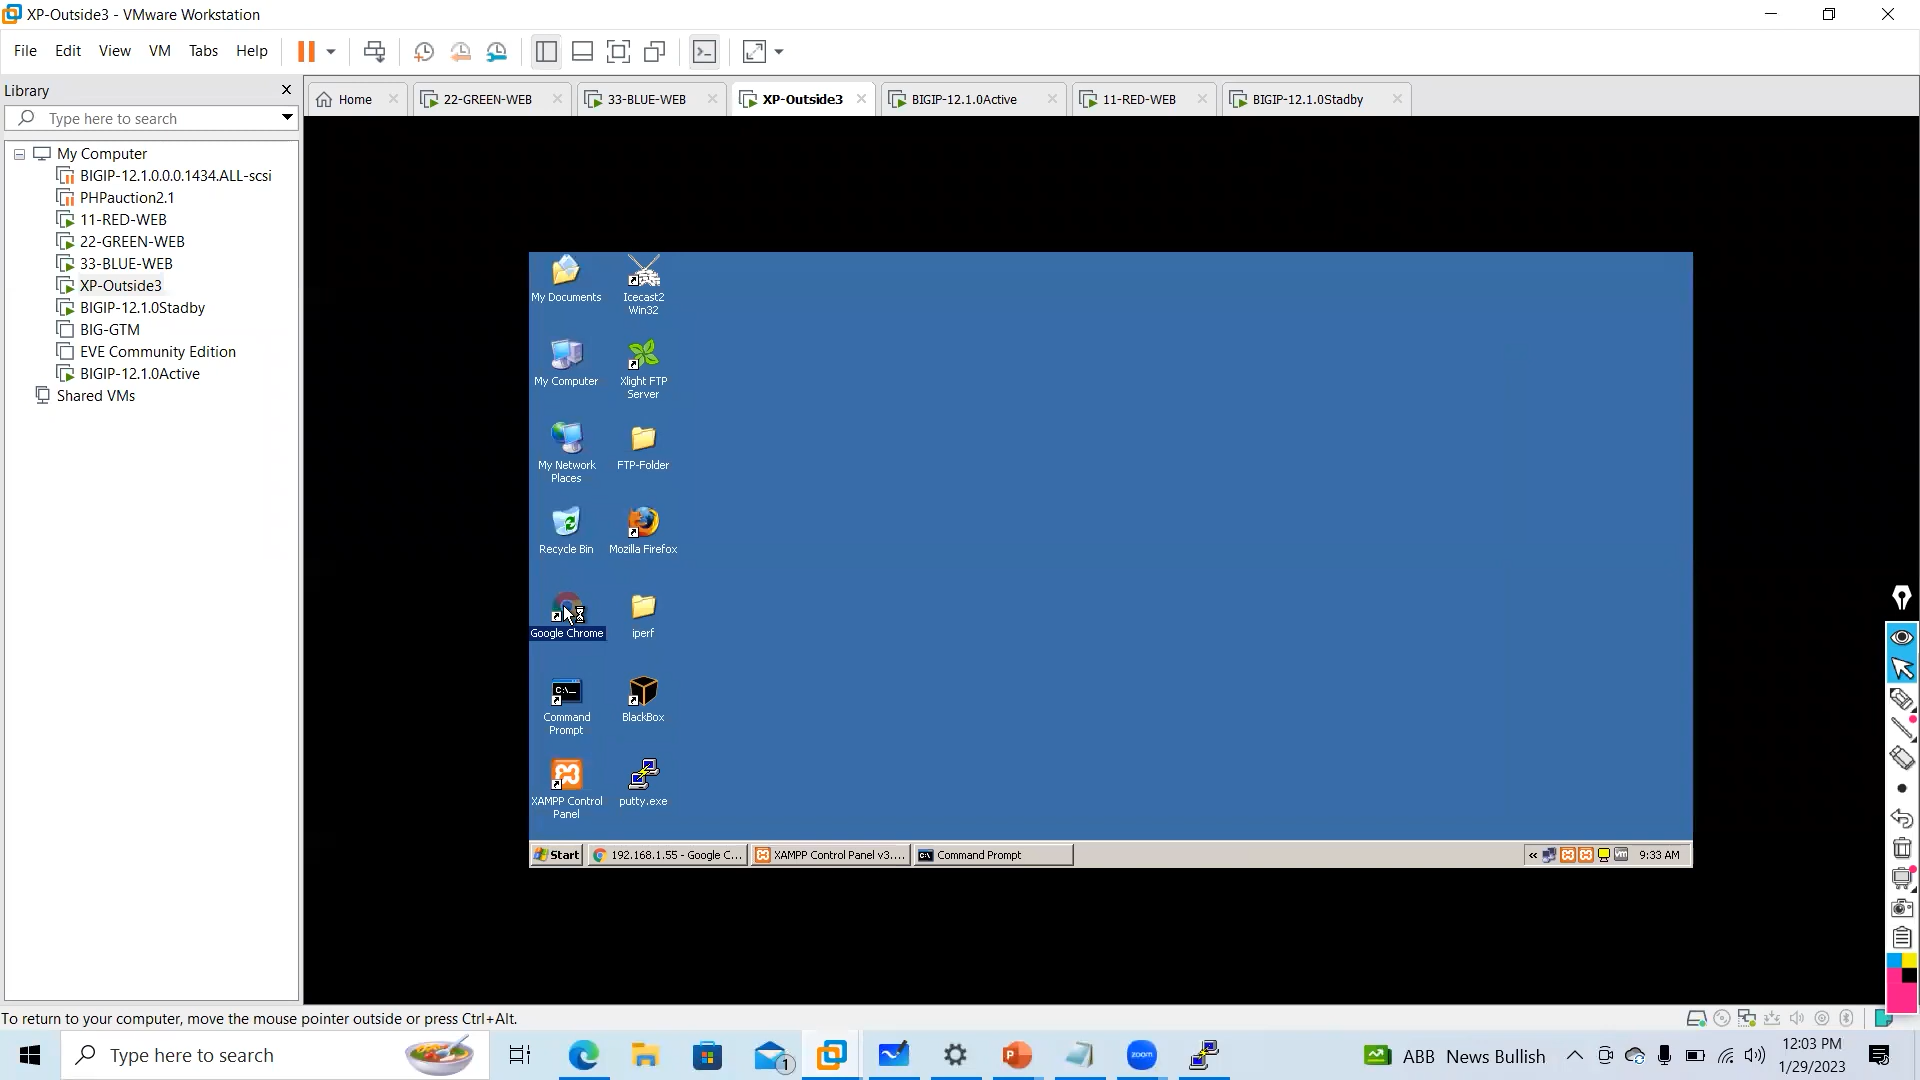 XP-Outside3 - VMware Workstation
File Edit View VM Tabs Help
Library
Type here to search
Home 22-GREEN-WEB 33-BLUE-WEB XP-Outside3 BIGIP-12.1.0Active 11-RED-WEB BIGIP-12.1.0Stadby
My Computer
BIGIP-12.1.0.0.0.1434.ALL-scsi
PHPauction2.1
11-RED-WEB
22-GREEN-WEB
33-BLUE-WEB
XP-Outside3
BIGIP-12.1.0Stadby
BIG-GTM
EVE Community Edition
BIGIP-12.1.0Active
Shared VMs
My Documents
Icecast2
Win32
My Computer
Xlight FTP
Server
My Network
Places
FTP-Folder
Recycle Bin
Mozilla Firefox
Google Chrome
iperf
C:\_
Command
Prompt
BlackBox
XAMPP Control
Panel
putty.exe
Start 192.168.1.55 - Google C... XAMPP Control Panel v3.... Command Prompt « 9:33 AM
To return to your computer, move the mouse pointer outside or press Ctrl+Alt.
Type here to search
1
P
zoom
ABB News Bullish
12:03 PM
1/29/2023